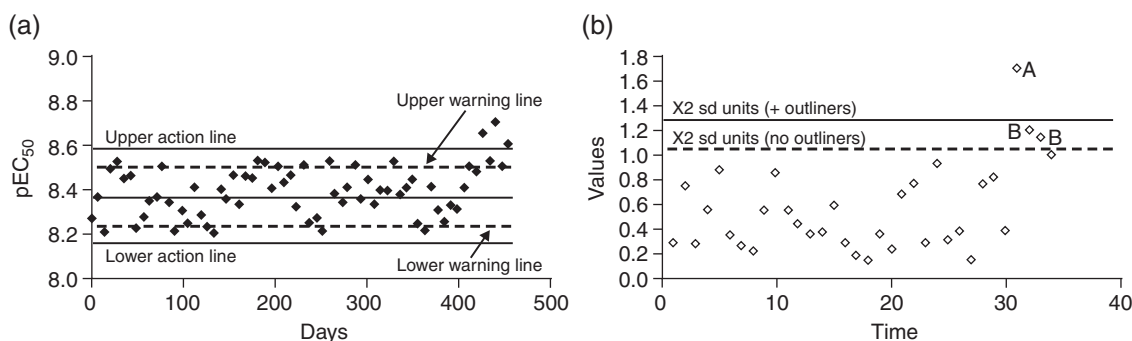 (a)
9.0
8.8
8.6
8.4
8.2
8.0
pEC50
Upper warning line
Upper action line
Lower action line
Lower warning line
0
100
200
300
400
500
Days
(b)
1.8
1.6
1.4
1.2
1.0
0.8
0.6
0.4
0.2
0.0
Values
A
X2 sd units (+ outliners)
B
X2 sd units (no outliners)
B
0
10
20
30
40
Time